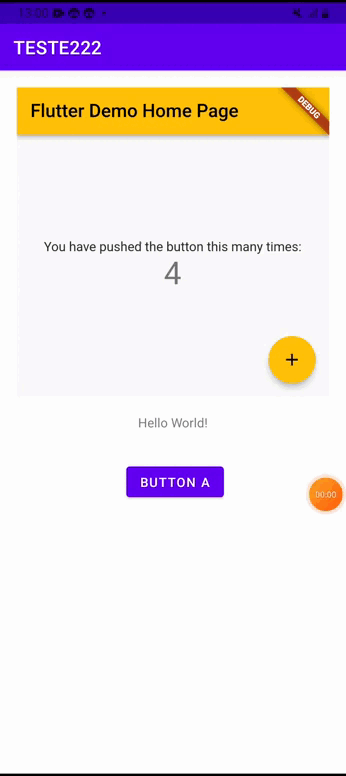 13:00
TESTE222
Flutter Demo Home Page
DEBUG
You have pushed the button this many times:
4
+
Hello World!
BUTTON A
00:00